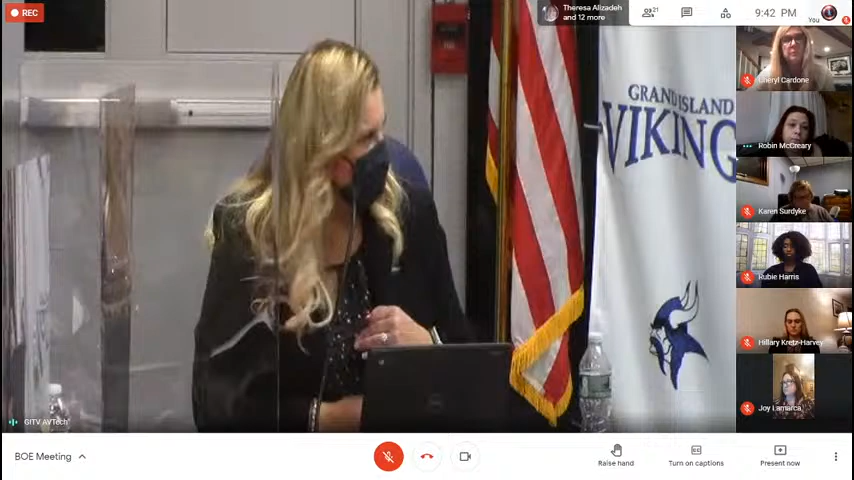 REC
Theresa Alizadeh
and 12 more
21
9:42 PM
You
GRAND ISLAND
VIKING
Cheryl Cardone
Robin McCreary
Karen Surdyke
Rubie Harris
Hillary Kretz-Harvey
Joy Lamarca
GITV AVTech
BOE Meeting
Raise hand
Turn on captions
Present now